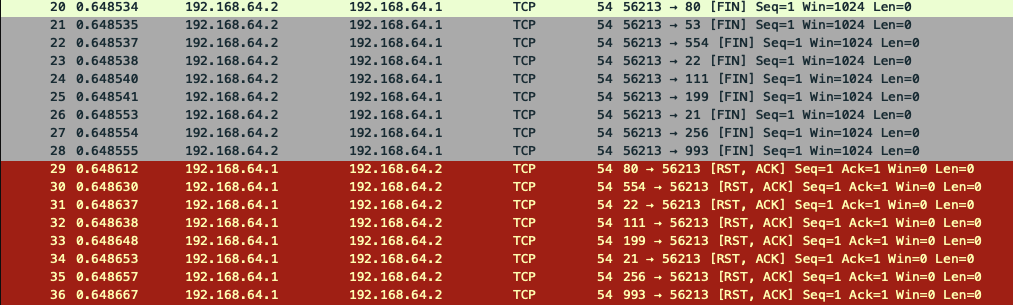 20 0.648534 192.168.64.2 192.168.64.1 TCP 54 56213 → 80 [FIN] Seq=1 Win=1024 Len=0
21 0.648535 192.168.64.2 192.168.64.1 TCP 54 56213 → 53 [FIN] Seq=1 Win=1024 Len=0
22 0.648537 192.168.64.2 192.168.64.1 TCP 54 56213 → 554 [FIN] Seq=1 Win=1024 Len=0
23 0.648538 192.168.64.2 192.168.64.1 TCP 54 56213 → 22 [FIN] Seq=1 Win=1024 Len=0
24 0.648540 192.168.64.2 192.168.64.1 TCP 54 56213 → 111 [FIN] Seq=1 Win=1024 Len=0
25 0.648541 192.168.64.2 192.168.64.1 TCP 54 56213 → 199 [FIN] Seq=1 Win=1024 Len=0
26 0.648553 192.168.64.2 192.168.64.1 TCP 54 56213 → 21 [FIN] Seq=1 Win=1024 Len=0
27 0.648554 192.168.64.2 192.168.64.1 TCP 54 56213 → 256 [FIN] Seq=1 Win=1024 Len=0
28 0.648555 192.168.64.2 192.168.64.1 TCP 54 56213 → 993 [FIN] Seq=1 Win=1024 Len=0
29 0.648612 192.168.64.1 192.168.64.2 TCP 54 80 → 56213 [RST, ACK] Seq=1 Ack=1 Win=0 Len=0
30 0.648630 192.168.64.1 192.168.64.2 TCP 54 554 → 56213 [RST, ACK] Seq=1 Ack=1 Win=0 Len=0
31 0.648637 192.168.64.1 192.168.64.2 TCP 54 22 → 56213 [RST, ACK] Seq=1 Ack=1 Win=0 Len=0
32 0.648638 192.168.64.1 192.168.64.2 TCP 54 111 → 56213 [RST, ACK] Seq=1 Ack=1 Win=0 Len=0
33 0.648648 192.168.64.1 192.168.64.2 TCP 54 199 → 56213 [RST, ACK] Seq=1 Ack=1 Win=0 Len=0
34 0.648653 192.168.64.1 192.168.64.2 TCP 54 21 → 56213 [RST, ACK] Seq=1 Ack=1 Win=0 Len=0
35 0.648657 192.168.64.1 192.168.64.2 TCP 54 256 → 56213 [RST, ACK] Seq=1 Ack=1 Win=0 Len=0
36 0.648667 192.168.64.1 192.168.64.2 TCP 54 993 → 56213 [RST, ACK] Seq=1 Ack=1 Win=0 Len=0